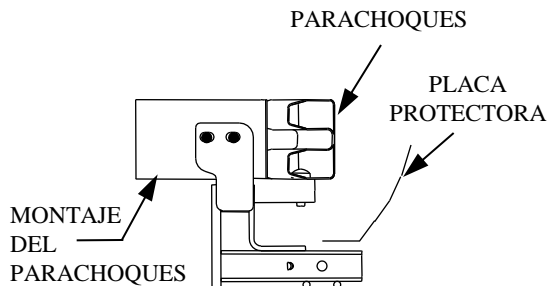 PARACHOQUES
PLACA
PROTECTORA
MONTAJE
DEL
PARACHOQUES